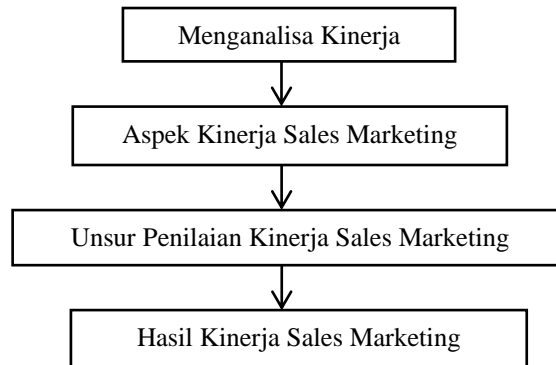 Menganalisa Kinerja
Aspek Kinerja Sales Marketing
Unsur Penilaian Kinerja Sales Marketing
Hasil Kinerja Sales Marketing